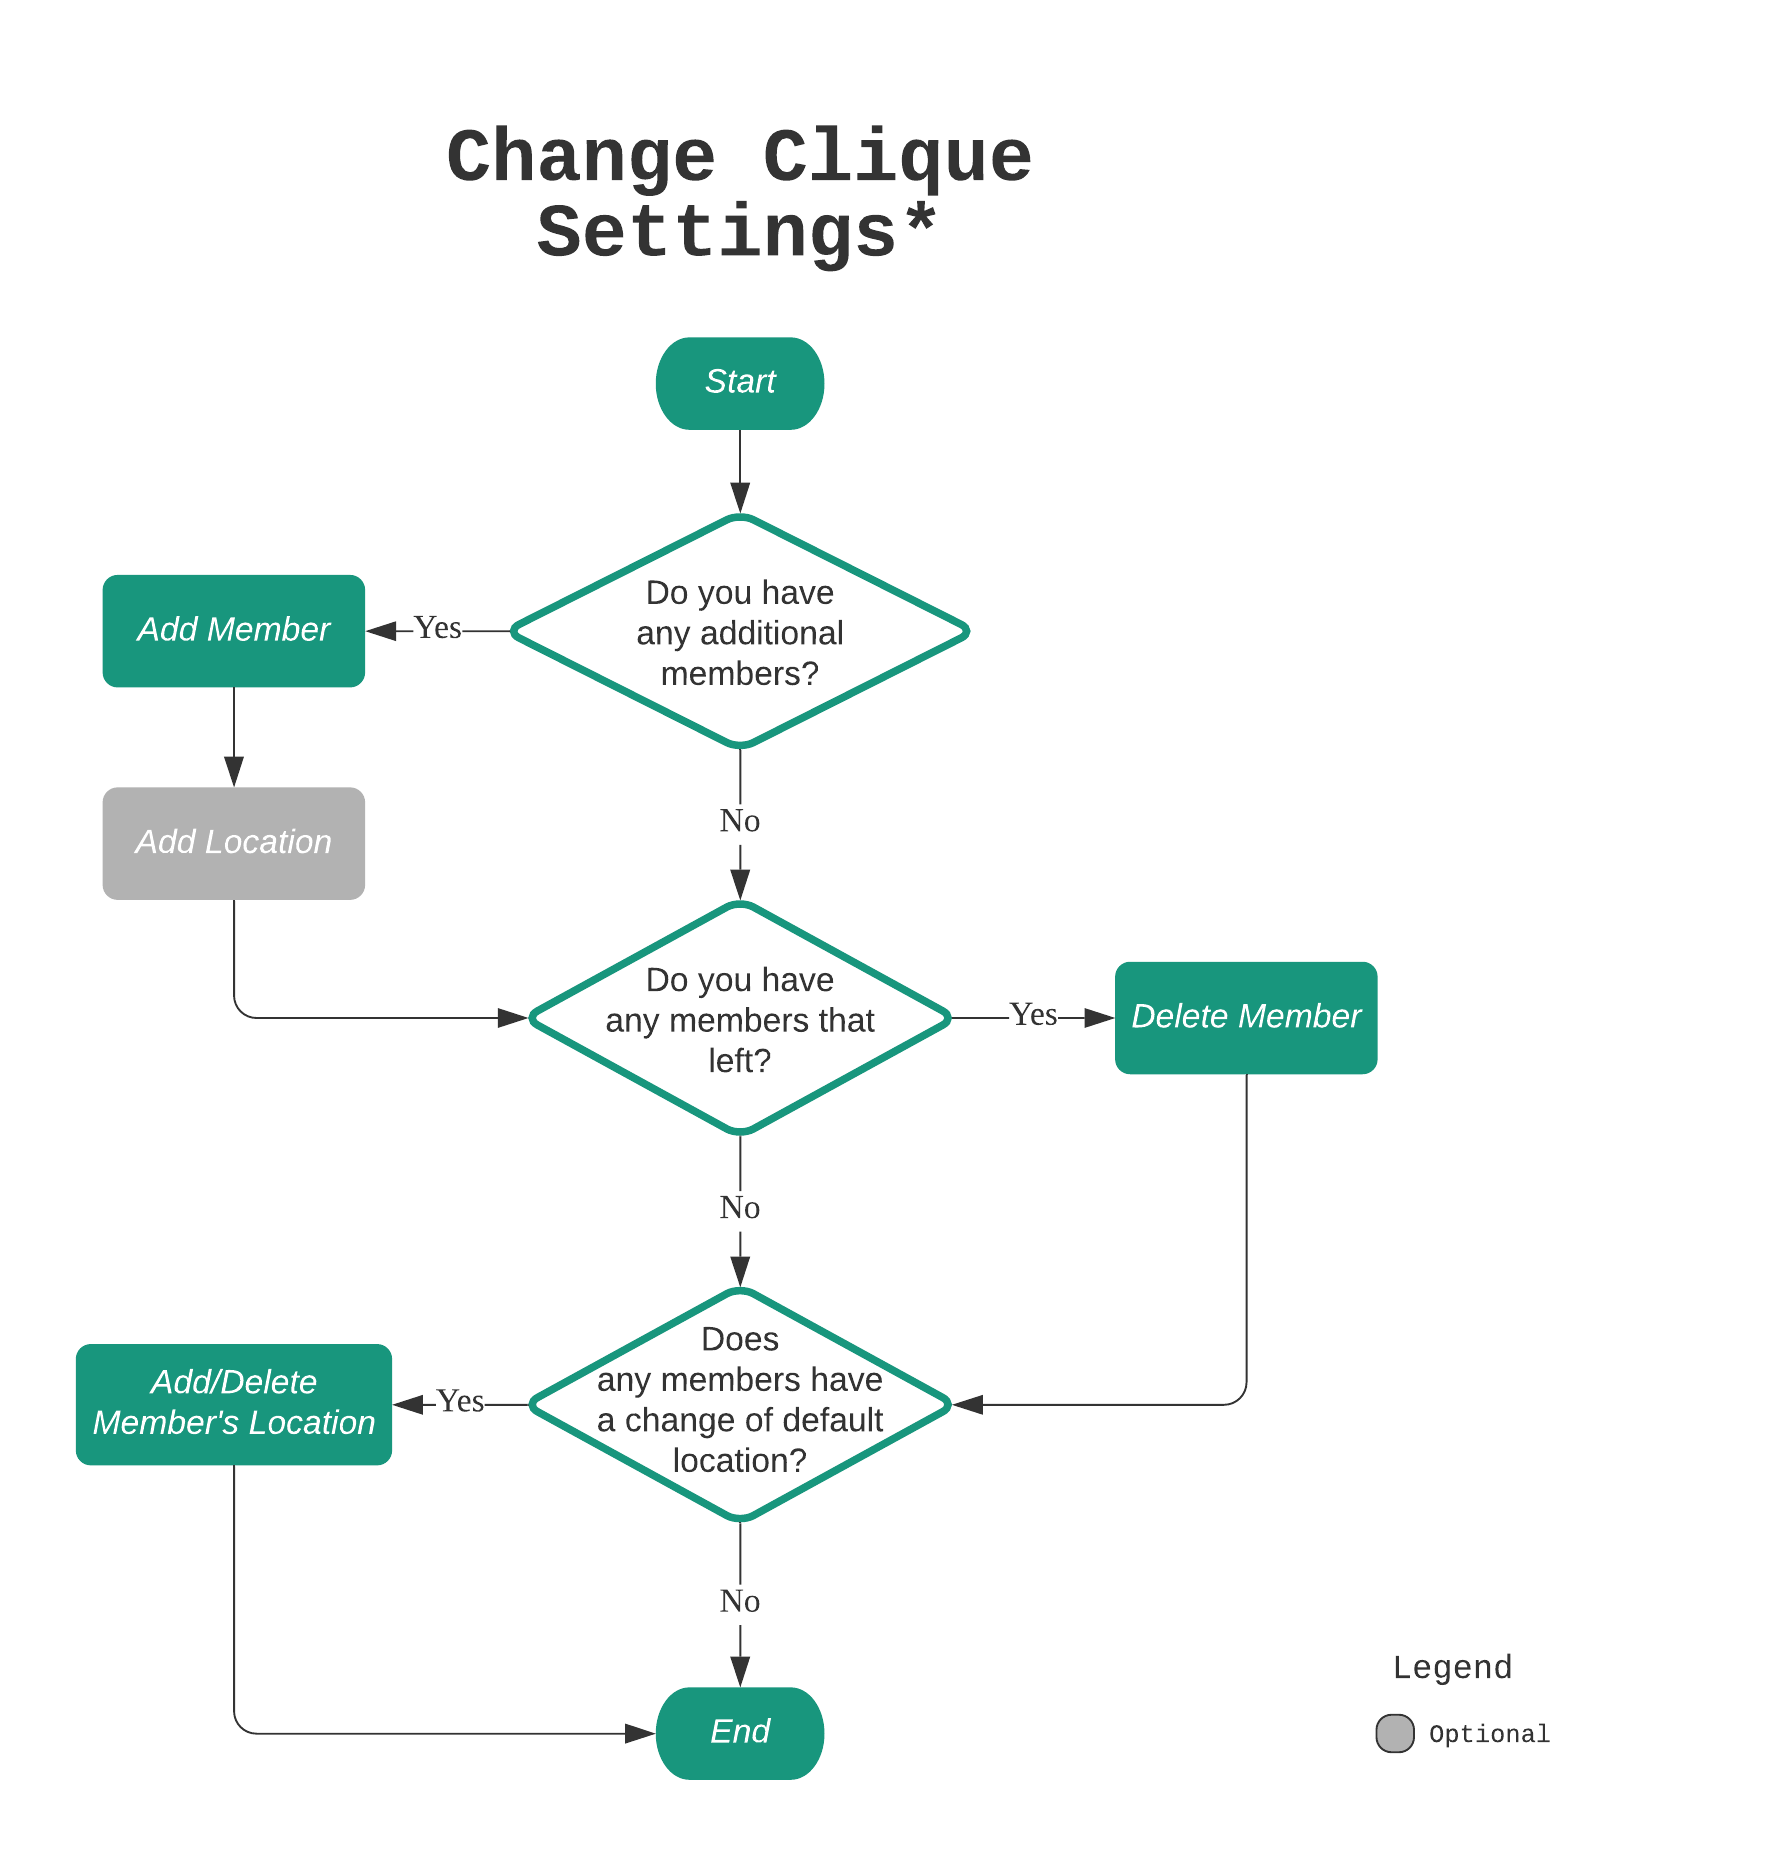 Change Clique
Settings*
Start
Do you have
any additional
members?
Yes
Add Member
No
Add Location
Do you have
any members that
left?
Yes
Delete Member
No
Does
any members have
a change of default
location?
Yes
Add/Delete
Member's Location
No
End
Legend
Optional